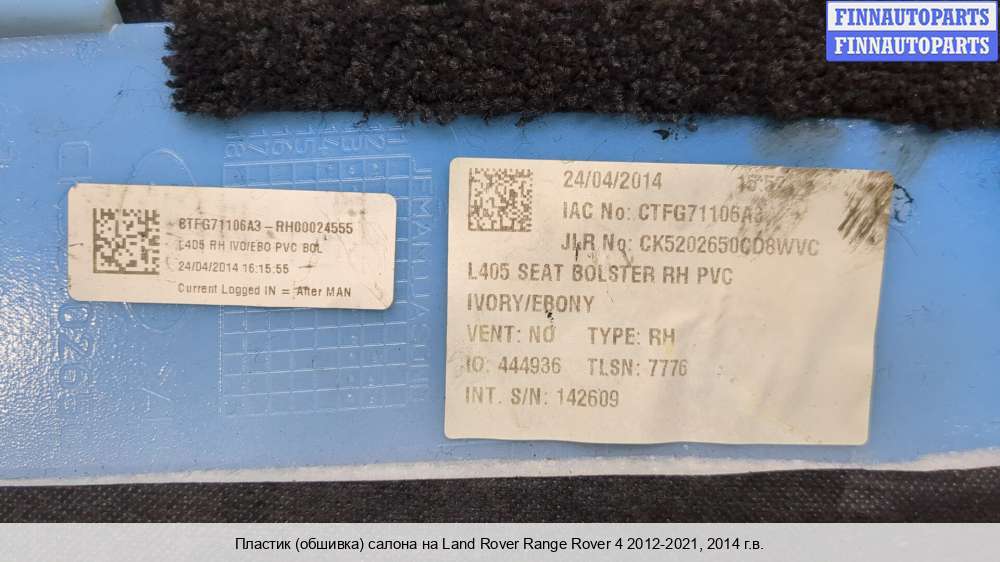 FINNAUTOPARTS
FINNAUTOPARTS
24/04/2014
IAC No: CTFG71106A3
JLR No: CK5202650CD8WVC
L405 SEAT BOLSTER RH PVC
IVORY/EBONY
VENT: NO TYPE: RH
IO: 444936 TLSN: 7776
INT. S/N: 142609
CTFG71106A3-RH00024555
L405 RH IVO/EBO PVC BOL
24/04/2014 16:15:55
Current Logged IN = After MAN
Пластик (обшивка) салона на Land Rover Range Rover 4 2012-2021, 2014 г.в.